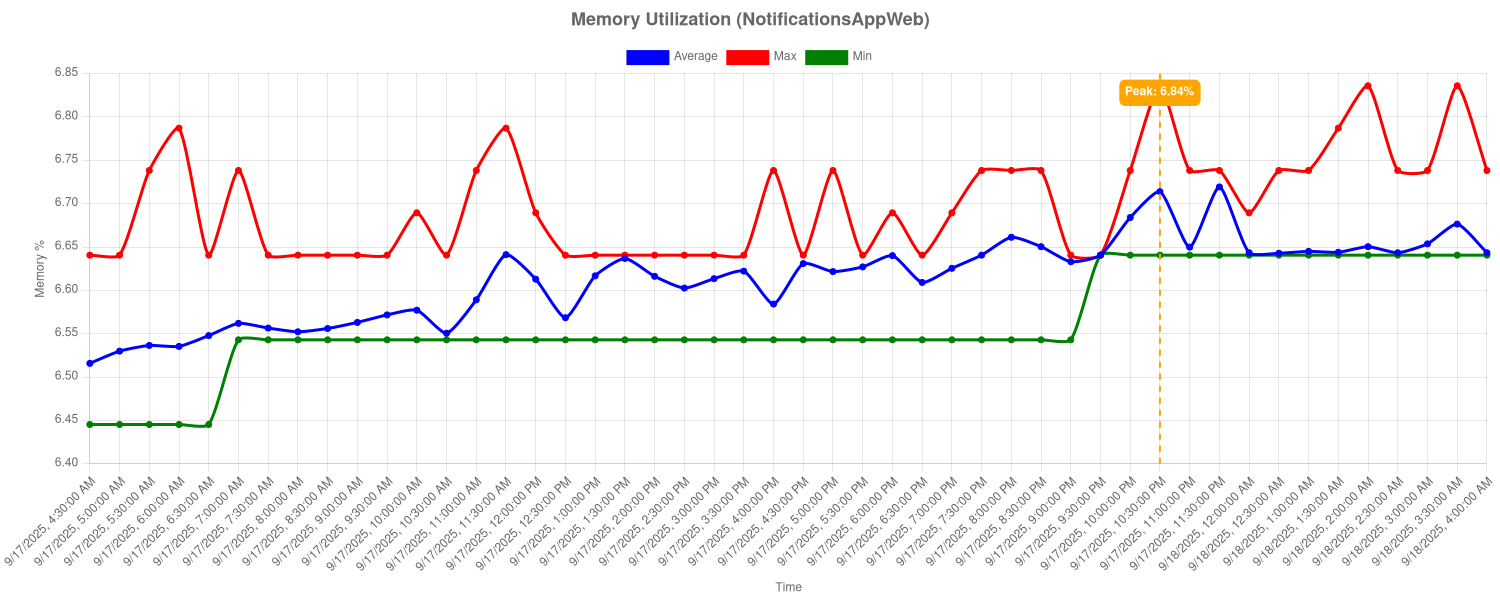 Memory Utilization (NotificationsAppWeb)
Average Max Min
6.85
6.80
6.75
6.70
6.65
6.60
6.55
6.50
6.45
6.40
Memory %
Peak: 6.84%
9/17/2025, 4:30:00 AM
9/17/2025, 5:00:00 AM
9/17/2025, 5:30:00 AM
9/17/2025, 6:00:00 AM
9/17/2025, 6:30:00 AM
9/17/2025, 7:00:00 AM
9/17/2025, 7:30:00 AM
9/17/2025, 8:00:00 AM
9/17/2025, 8:30:00 AM
9/17/2025, 9:00:00 AM
9/17/2025, 9:30:00 AM
9/17/2025, 10:00:00 AM
9/17/2025, 10:30:00 AM
9/17/2025, 11:00:00 AM
9/17/2025, 11:30:00 AM
9/17/2025, 12:00:00 PM
9/17/2025, 12:30:00 PM
9/17/2025, 1:00:00 PM
9/17/2025, 1:30:00 PM
9/17/2025, 2:00:00 PM
9/17/2025, 2:30:00 PM
9/17/2025, 3:00:00 PM
9/17/2025, 3:30:00 PM
9/17/2025, 4:00:00 PM
9/17/2025, 4:30:00 PM
9/17/2025, 5:00:00 PM
9/17/2025, 5:30:00 PM
9/17/2025, 6:00:00 PM
9/17/2025, 6:30:00 PM
9/17/2025, 7:00:00 PM
9/17/2025, 7:30:00 PM
9/17/2025, 8:00:00 PM
9/17/2025, 8:30:00 PM
9/17/2025, 9:00:00 PM
9/17/2025, 9:30:00 PM
9/17/2025, 10:00:00 PM
9/17/2025, 10:30:00 PM
9/17/2025, 11:00:00 PM
9/17/2025, 11:30:00 PM
9/18/2025, 12:00:00 AM
9/18/2025, 12:30:00 AM
9/18/2025, 1:00:00 AM
9/18/2025, 1:30:00 AM
9/18/2025, 2:00:00 AM
9/18/2025, 2:30:00 AM
9/18/2025, 3:00:00 AM
9/18/2025, 3:30:00 AM
9/18/2025, 4:00:00 AM
Time